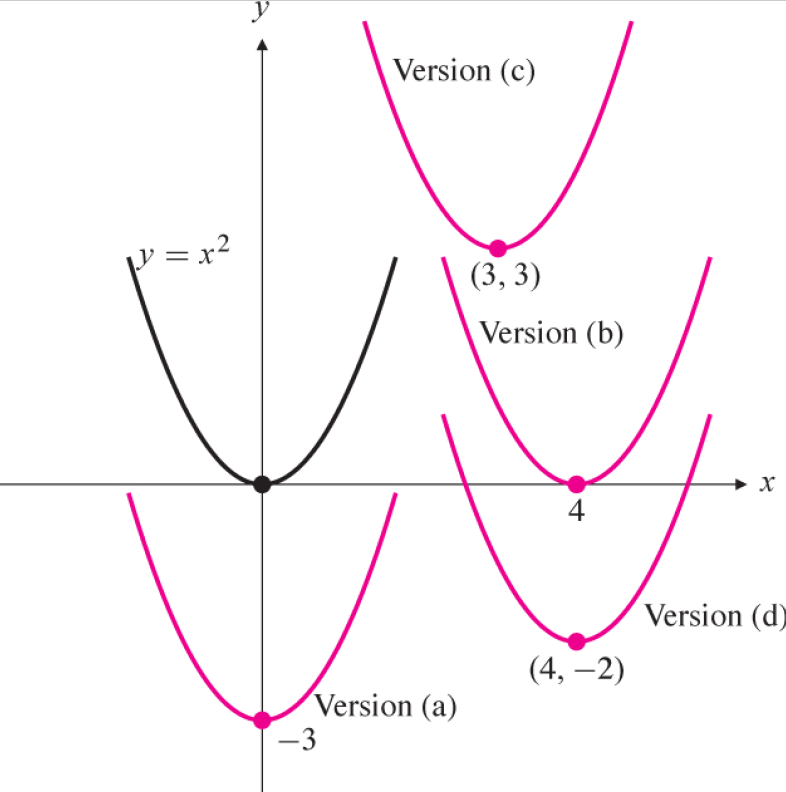 y
Version (c)
y = x²
(3, 3)
Version (b)
x
4
Version (d)
(4, −2)
Version (a)
−3